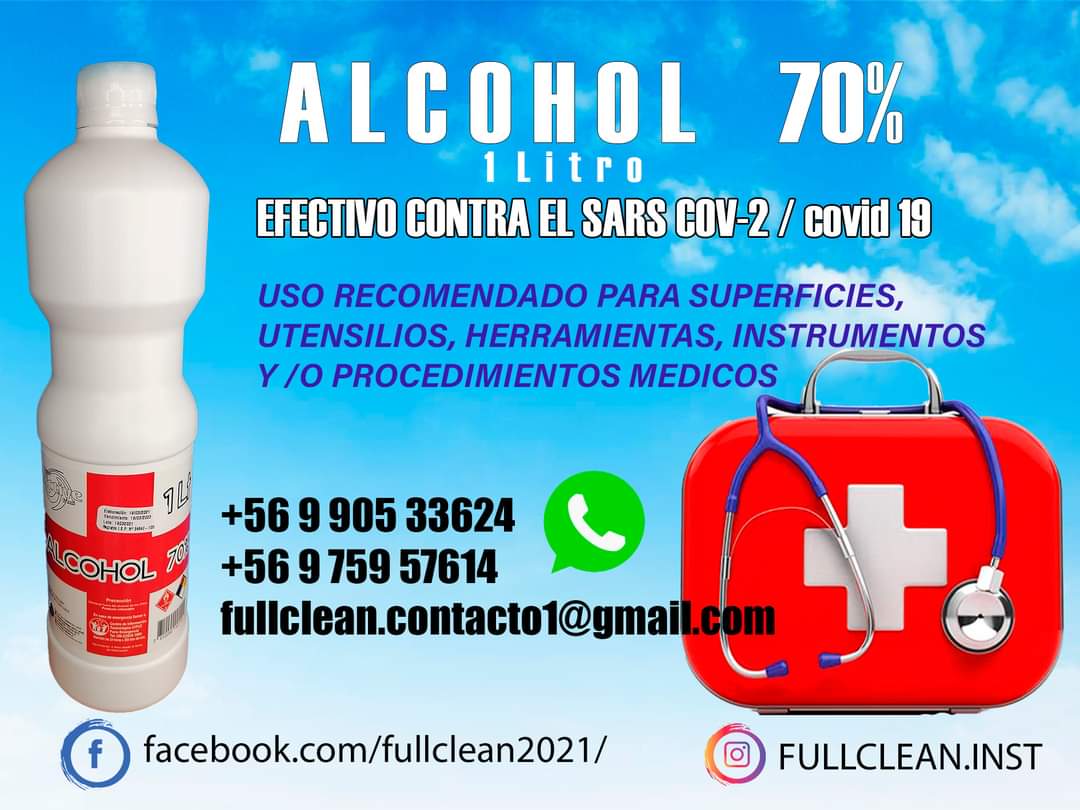 ALCOHOL 70%
1 Litro
EFECTIVO CONTRA EL SARS COV-2 / covid 19
USO RECOMENDADO PARA SUPERFICIES,
UTENSILIOS, HERRAMIENTAS, INSTRUMENTOS
Y /O PROCEDIMIENTOS MEDICOS
+56 9 905 33624
+56 9 759 57614
fullclean.contacto1@gmail.com
1 L
ALCOHOL 70
facebook.com/fullclean2021/
FULLCLEAN.INST